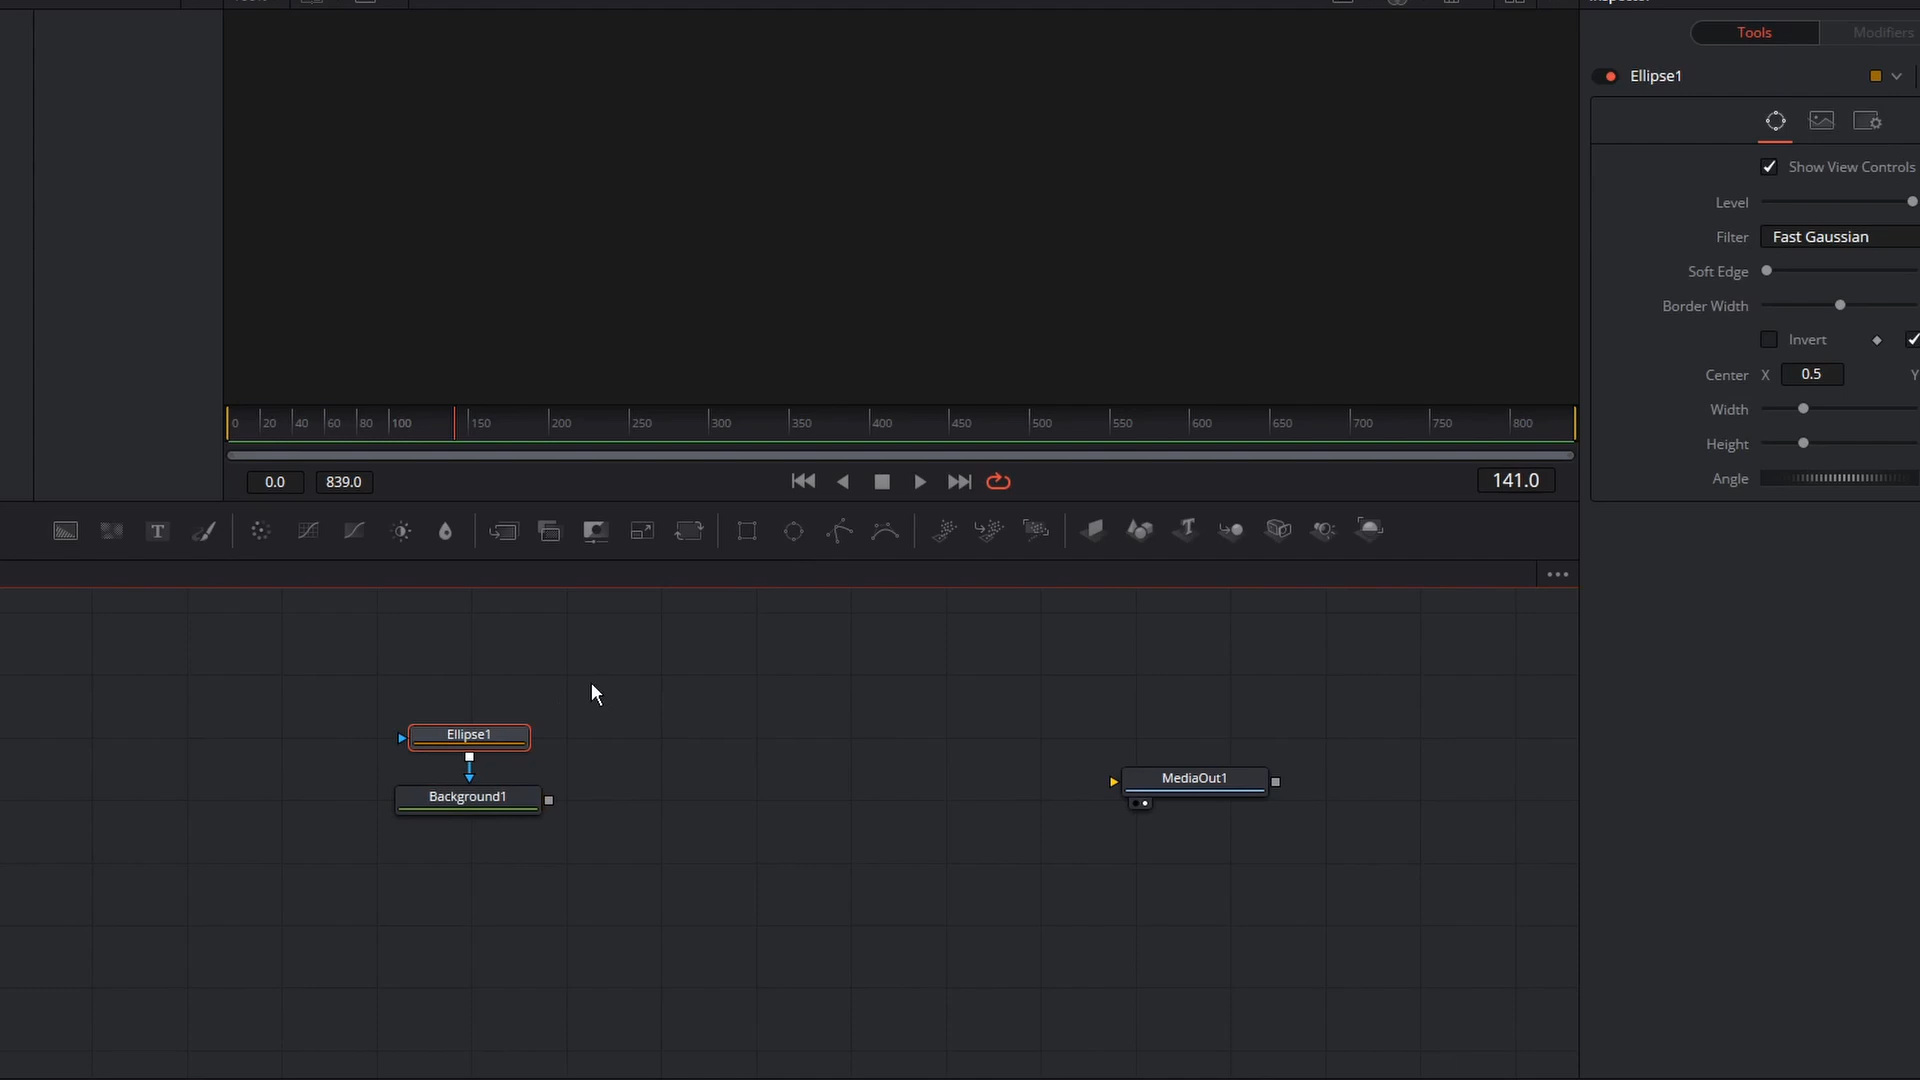 Inspector
Tools Modifiers
Ellipse1
Show View Controls
Level
Filter Fast Gaussian
Soft Edge
Border Width
Invert
Center X 0.5 Y
Width
Height
Angle
0 20 40 60 80 100 150 200 250 300 350 400 450 500 550 600 650 700 750 800
0.0 839.0 141.0
T T
Ellipse1
Background1
MediaOut1